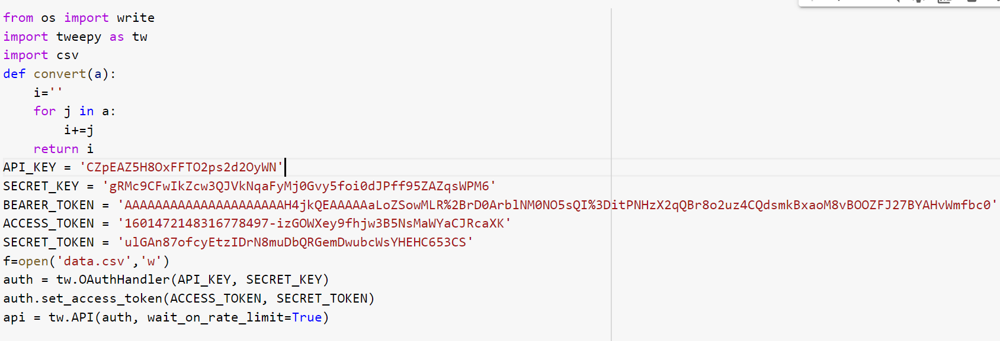 from os import write
import tweepy as tw
import csv
def convert(a):
    i=''
    for j in a:
        i+=j
    return i
API_KEY = 'CZpEAZ5H8OxFFTO2ps2d2OyWN'
SECRET_KEY = 'gRMc9CFwIkZcw3QJVkNqaFyMj0Gvy5foi0dJPff95ZAZqsWPM6'
BEARER_TOKEN = 'AAAAAAAAAAAAAAAAAAAAAH4jkQEAAAAAaLoZSowMLR%2BrD0ArblNM0NO5sQI%3DitPNHzX2qQBr8o2uz4CQdsmkBxaoM8vBOOZFJ27BYAHvWmfbc0'
ACCESS_TOKEN = '1601472148316778497-izGOWXey9fhjw3B5NsMaWYaCJRcaXK'
SECRET_TOKEN = 'ulGAn87ofcyEtzIDrN8muDbQRGemDwubcWsYHEHC653CS'
f=open('data.csv','w')
auth = tw.OAuthHandler(API_KEY, SECRET_KEY)
auth.set_access_token(ACCESS_TOKEN, SECRET_TOKEN)
api = tw.API(auth, wait_on_rate_limit=True)